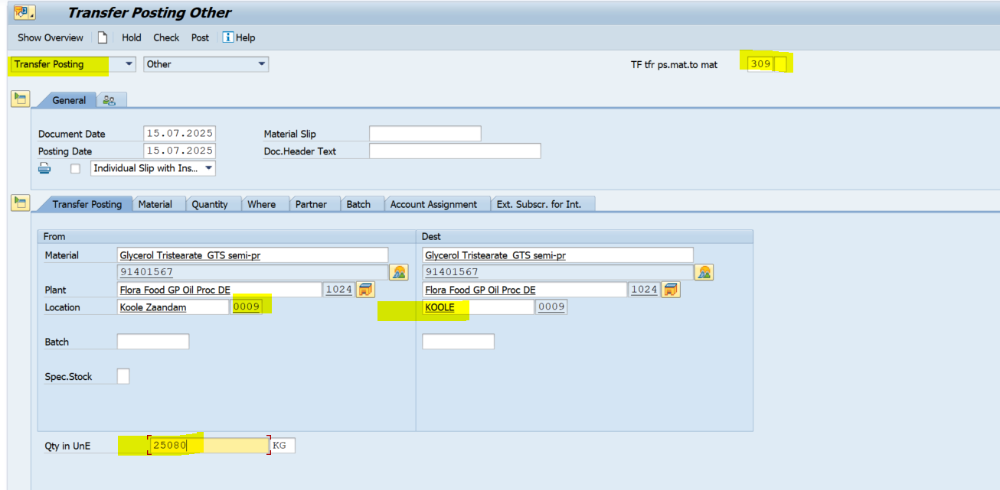 Transfer Posting Other
Show Overview Hold Check Post Help
Transfer Posting Other TF tfr ps.mat.to mat 309
General
Document Date 15.07.2025 Material Slip
Posting Date 15.07.2025 Doc.Header Text
Individual Slip with Ins...
Transfer Posting Material Quantity Where Partner Batch Account Assignment Ext. Subscr. for Int.
From Dest
Material Glycerol Tristearate GTS semi-pr Glycerol Tristearate GTS semi-pr
91401567 91401567
Plant Flora Food GP Oil Proc DE 1024 Flora Food GP Oil Proc DE 1024
Location Koole Zaandam 0009 KOOLE 0009
Batch
Spec.Stock
Qty in UnE 25080 KG